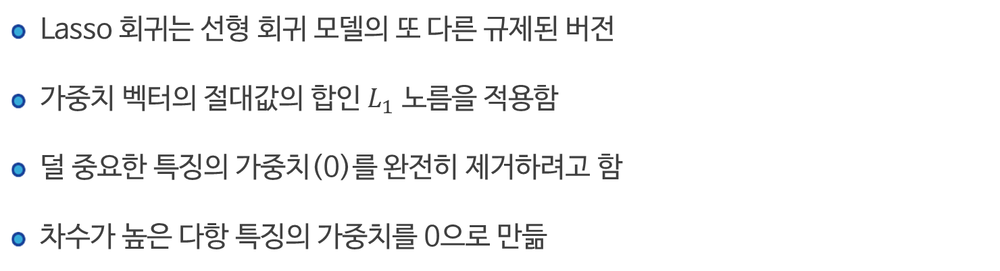 Lasso 회귀는 선형 회귀 모델의 또 다른 규제된 버전
가중치 벡터의 절대값의 합인 L₁ 노름을 적용함
덜 중요한 특징의 가중치(0)를 완전히 제거하려고 함
차수가 높은 다항 특징의 가중치를 0으로 만듦